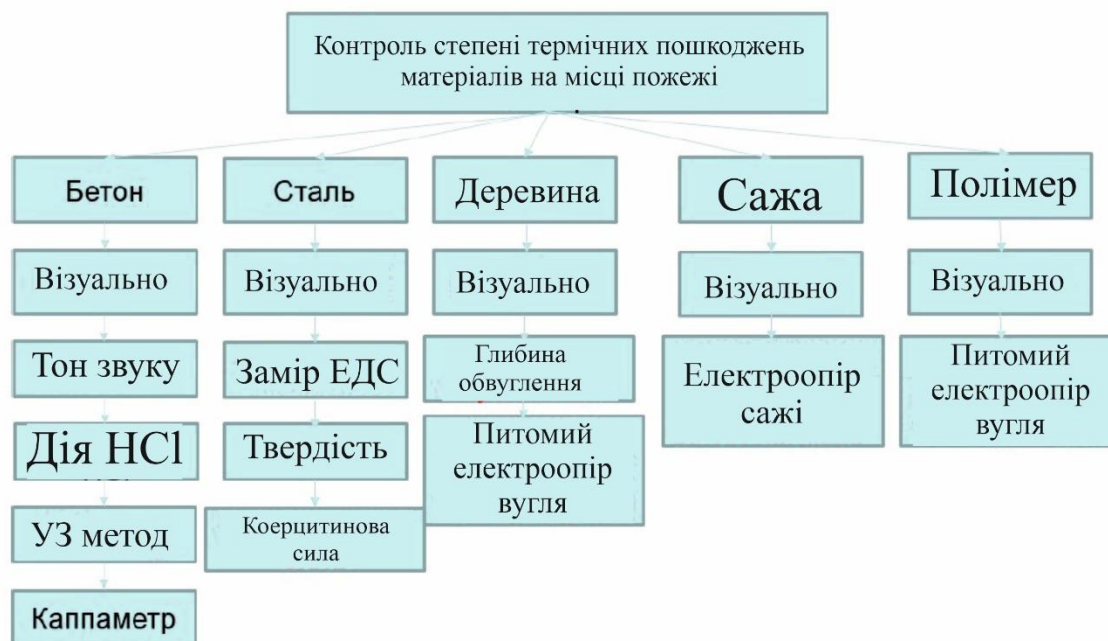 Контроль степені термічних пошкоджень
матеріалів на місці пожежі
Бетон
Сталь
Деревина
Сажа
Полімер
Візуально
Візуально
Візуально
Візуально
Візуально
Тон звуку
Замір ЕДС
Глибина
обвуглення
Електроопір
сажі
Питомий
електроопір
вугля
Дія HCl
Твердість
Питомий
електроопір
вугля
УЗ метод
Коерцитинова
сила
Каппаметр